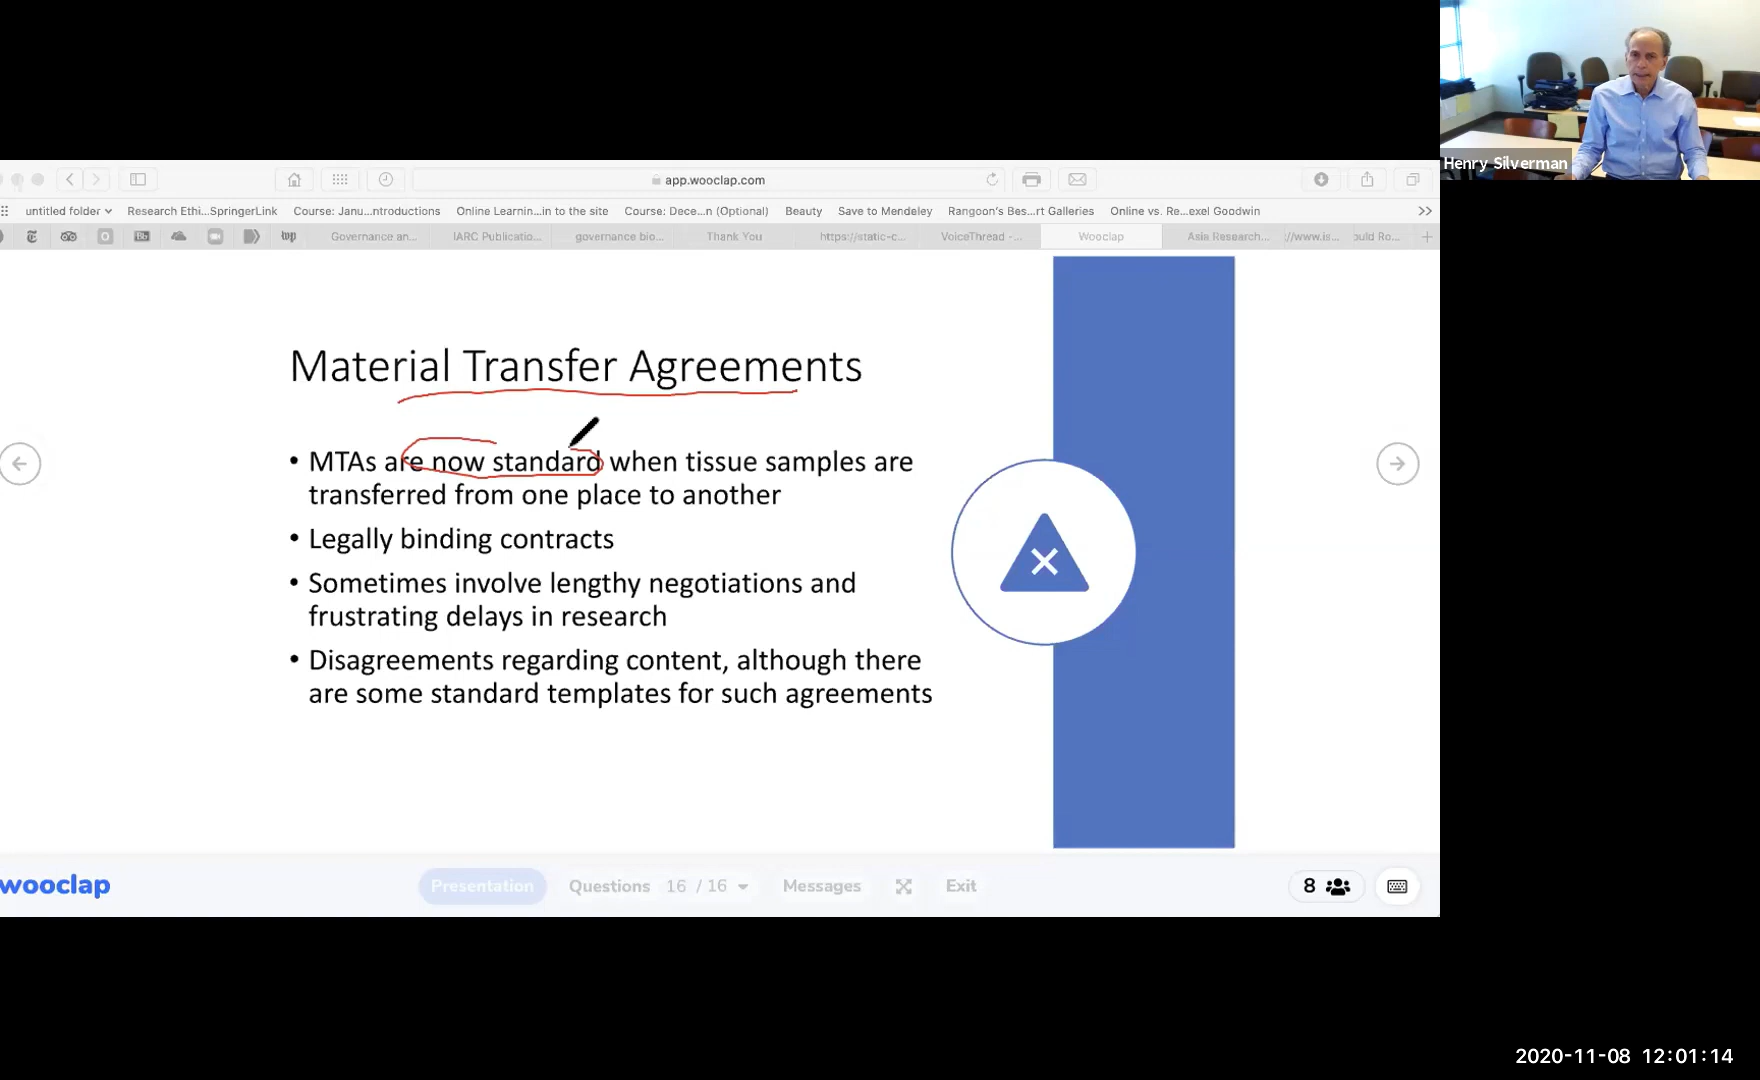 Henry Silverman
app.wooclap.com
untitled folder
Research Ethi...SpringerLink
Course: Janu...ntroductions
Online Learnin...in to the site
Course: Dece...n (Optional)
Beauty
Save to Mendeley
Rangoon's Bes...rt Galleries
Online vs. Re...exel Goodwin
Governance an...
IARC Publicatio...
governance bio...
Thank You
https://static-c...
VoiceThread -...
Wooclap
Asia Research...
://www.is...
ould Ro...
Material Transfer Agreements
• MTAs are now standard when tissue samples are
transferred from one place to another
• Legally binding contracts
• Sometimes involve lengthy negotiations and
frustrating delays in research
• Disagreements regarding content, although there
are some standard templates for such agreements
wooclap
Presentation
Questions 16 / 16
Messages
Exit
8
2020-11-08 12:01:14